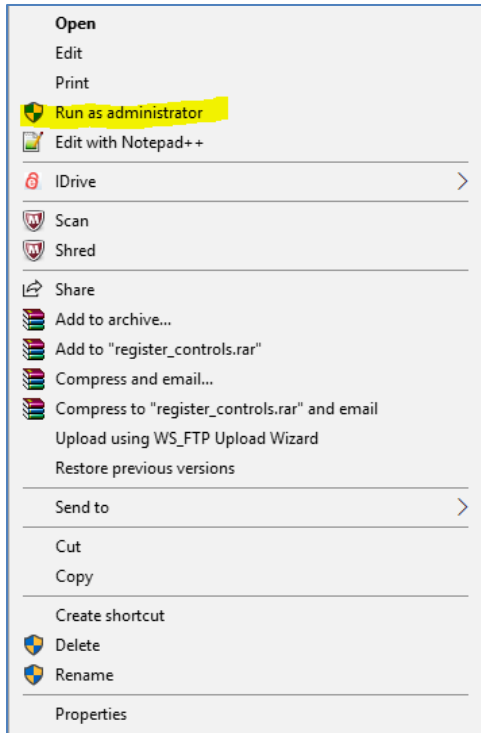 Open
Edit
Print
Run as administrator
Edit with Notepad++
IDrive
Scan
Shred
Share
Add to archive...
Add to "register_controls.rar"
Compress and email...
Compress to "register_controls.rar" and email
Upload using WS_FTP Upload Wizard
Restore previous versions
Send to
Cut
Copy
Create shortcut
Delete
Rename
Properties